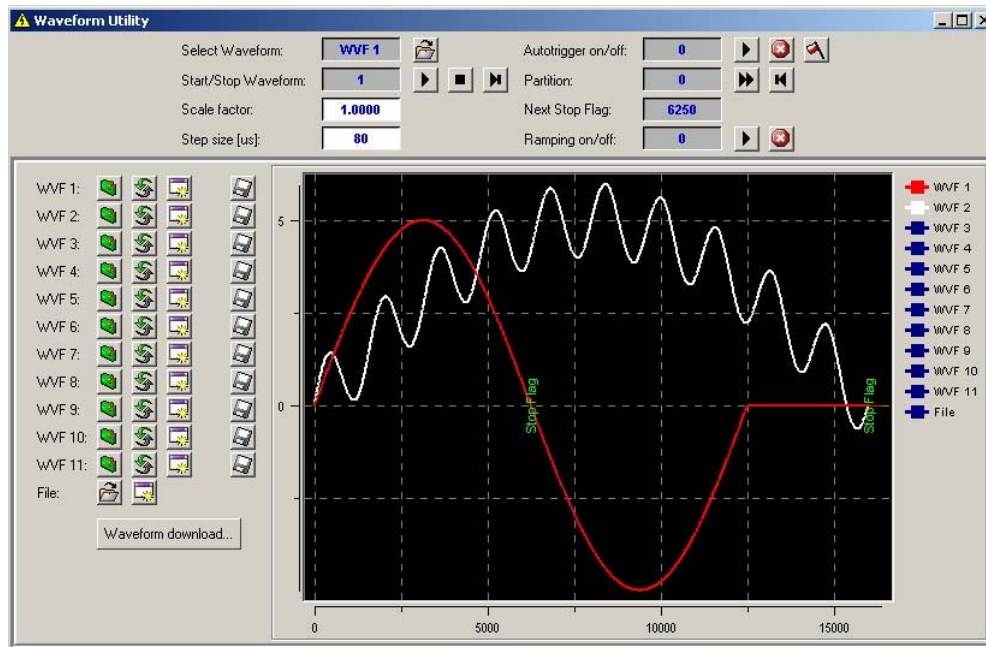 Waveform Utility
Select Waveform: WVF 1 Autotrigger on/off: 0
Start/Stop Waveform: 1 Partition: 0
Scale factor: 1.0000 Next Stop Flag: 6250
Step size [us]: 80 Ramping on/off: 0
WVF 1:
WVF 2:
WVF 3:
WVF 4:
WVF 5:
WVF 6:
WVF 7:
WVF 8:
WVF 9:
WVF 10:
WVF 11:
File:
Waveform download...
5
0
Stop Flag
Stop Flag
0 5000 10000 15000
WVF 1
WVF 2
WVF 3
WVF 4
WVF 5
WVF 6
WVF 7
WVF 8
WVF 9
WVF 10
WVF 11
File